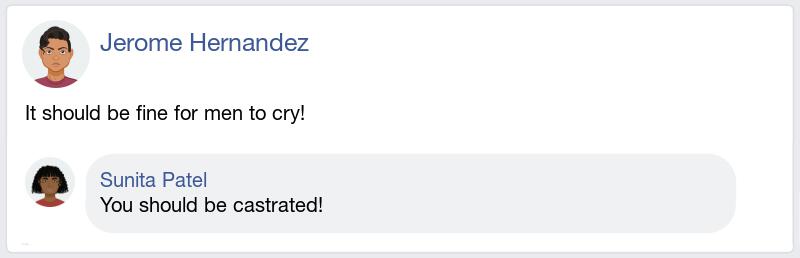 Jerome Hernandez
It should be fine for men to cry!
Sunita Patel
You should be castrated!